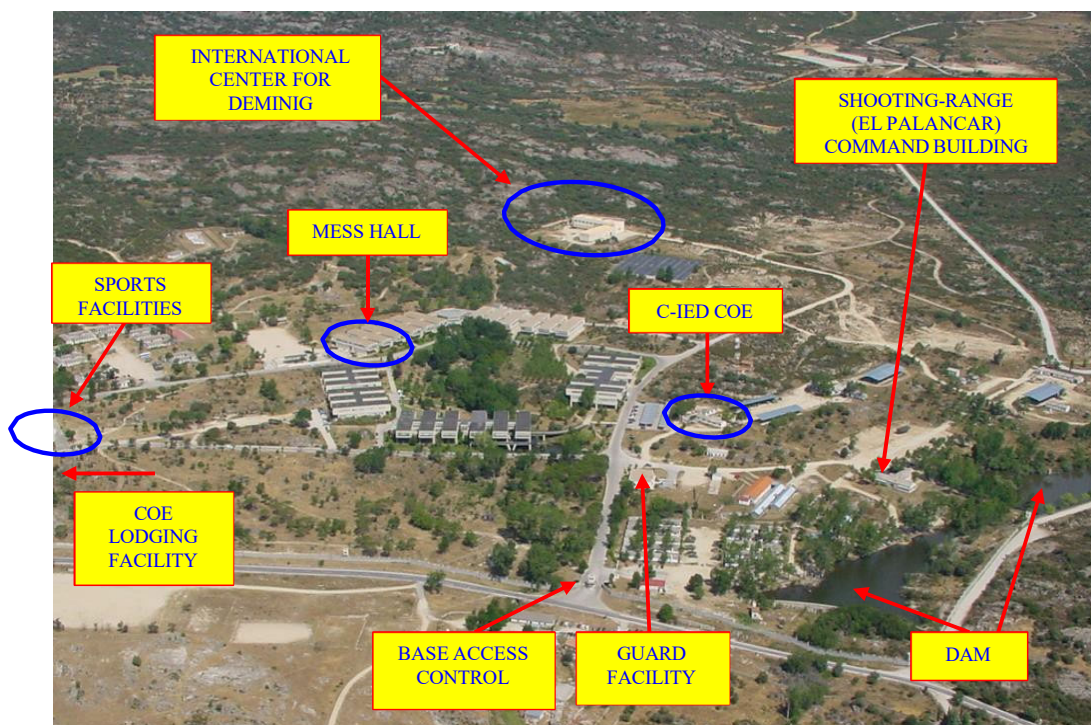 INTERNATIONAL
CENTER FOR
DEMINIG
SHOOTING-RANGE
(EL PALANCAR)
COMMAND BUILDING
MESS HALL
SPORTS
FACILITIES
C-IED COE
COE
LODGING
FACILITY
BASE ACCESS
CONTROL
GUARD
FACILITY
DAM